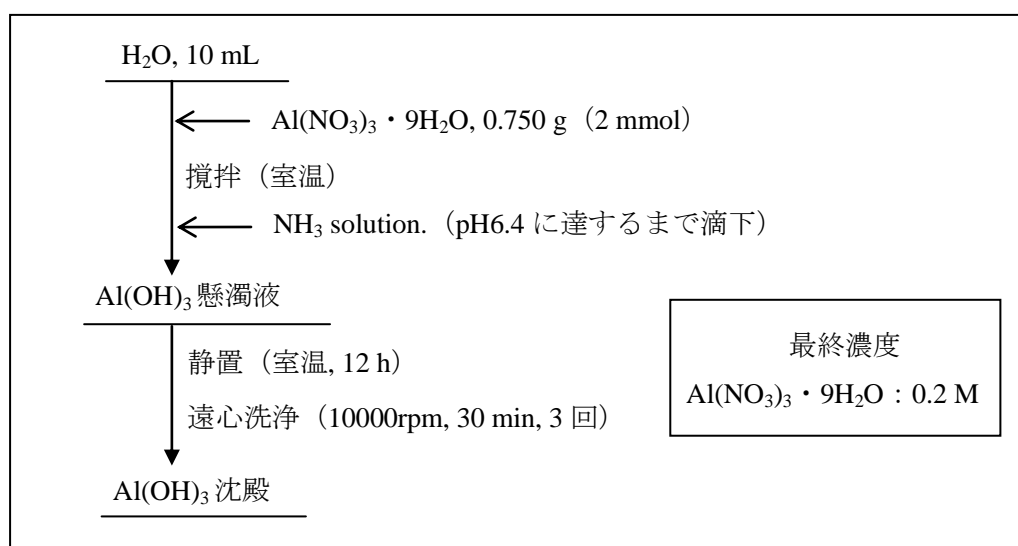 H₂O, 10 mL
Al(NO₃)₃・9H₂O, 0.750 g（2 mmol）
撹拌（室温）
NH₃ solution.（pH6.4 に達するまで滴下）
Al(OH)₃ 懸濁液
静置（室温, 12 h）
遠心洗浄（10000rpm, 30 min, 3 回）
Al(OH)₃ 沈殿
最終濃度
Al(NO₃)₃・9H₂O：0.2 M